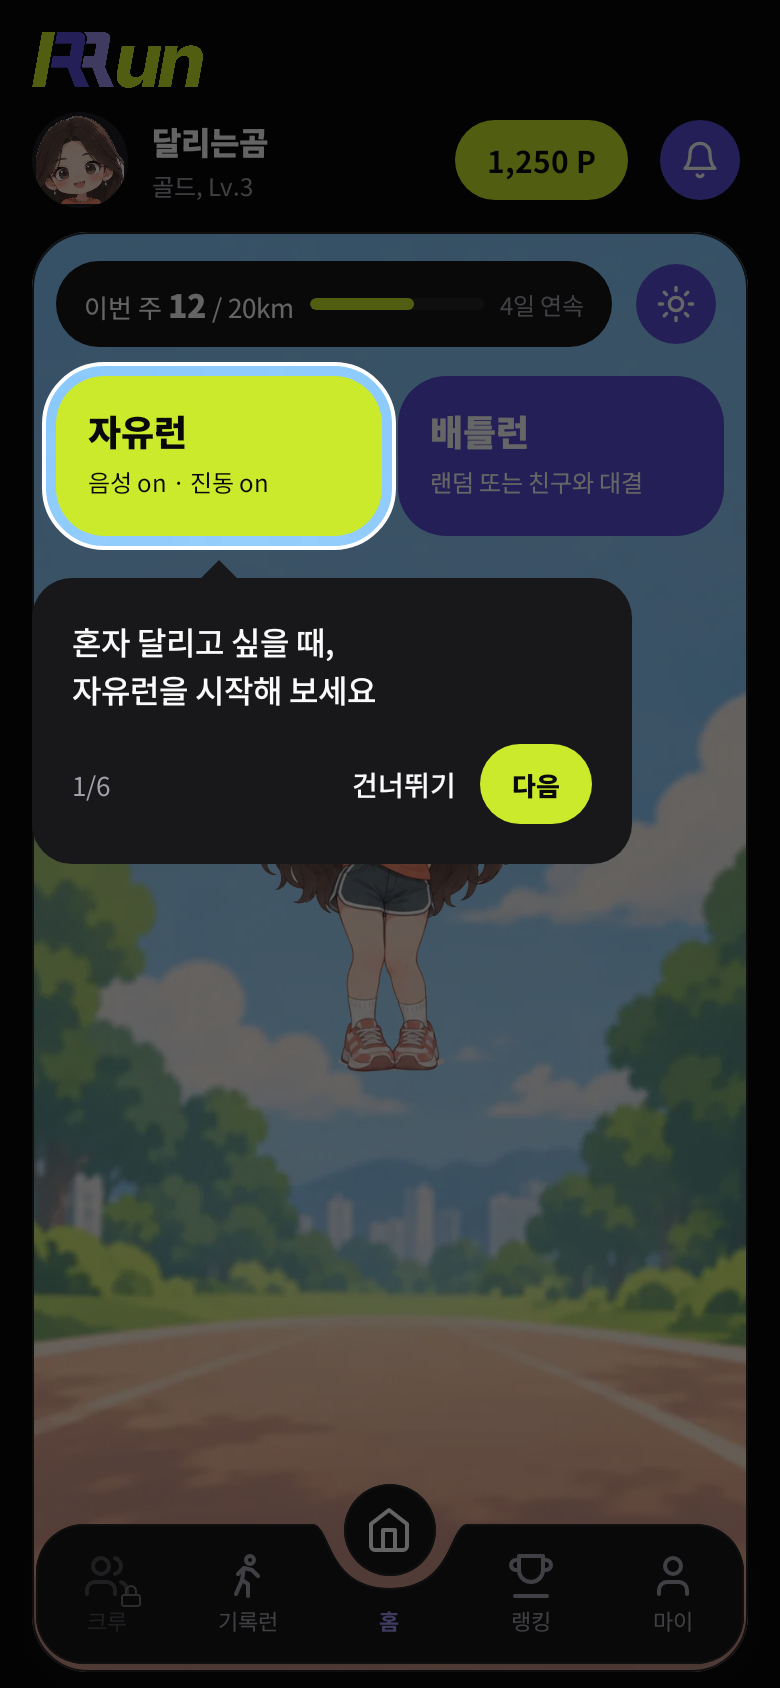 RRun
달리는곰
골드, Lv.3
1,250 P
이번 주 12 / 20km
4일 연속
자유런
음성 on · 진동 on
배틀런
랜덤 또는 친구와 대결
혼자 달리고 싶을 때,
자유런을 시작해 보세요
1/6
건너뛰기
다음
크루
기록런
홈
랭킹
마이